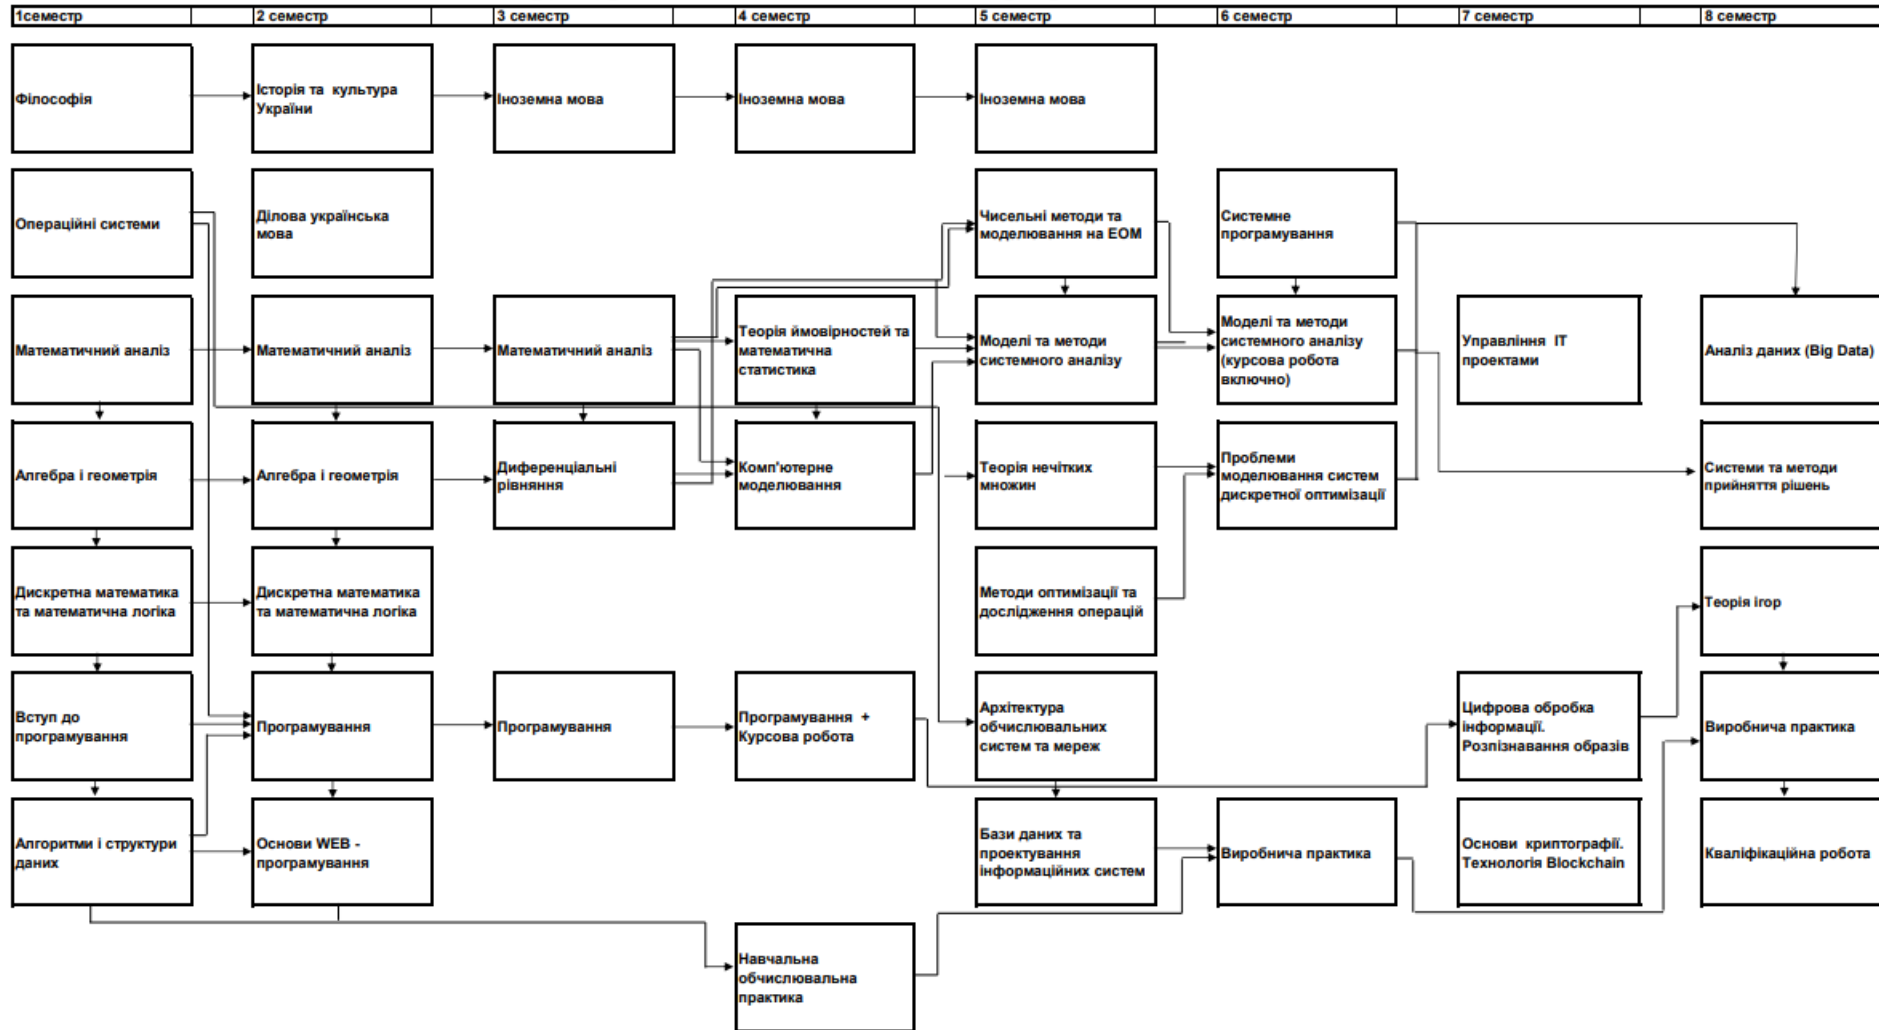 1семестр
2 семестр
3 семестр
4 семестр
5 семестр
6 семестр
7 семестр
8 семестр
Філософія
Історія та культура
України
Іноземна мова
Іноземна мова
Іноземна мова
Операційні системи
Ділова українська
мова
Чисельні методи та
моделювання на ЕОМ
Системне
програмування
Математичний аналіз
Математичний аналіз
Математичний аналіз
Теорія ймовірностей та
математична
статистика
Моделі та методи
системного аналізу
Моделі та методи
системного аналізу
(курсова робота
включно)
Управління ІТ
проектами
Аналіз даних (Big Data)
Алгебра і геометрія
Алгебра і геометрія
Диференціальні
рівняння
Комп'ютерне
моделювання
Теорія нечітких
множин
Проблеми
моделювання систем
дискретної оптимізації
Системи та методи
прийняття рішень
Дискретна математика
та математична логіка
Дискретна математика
та математична логіка
Методи оптимізації та
дослідження операцій
Теорія ігор
Вступ до
програмування
Програмування
Програмування
Програмування +
Курсова робота
Архітектура
обчислювальних
систем та мереж
Цифрова обробка
інформації.
Розпізнавання образів
Виробнича практика
Алгоритми і структури
даних
Основи WEB -
програмування
Бази даних та
проектування
інформаційних систем
Виробнича практика
Основи криптографії.
Технологія Blockchain
Кваліфікаційна робота
Навчальна
обчислювальна
практика